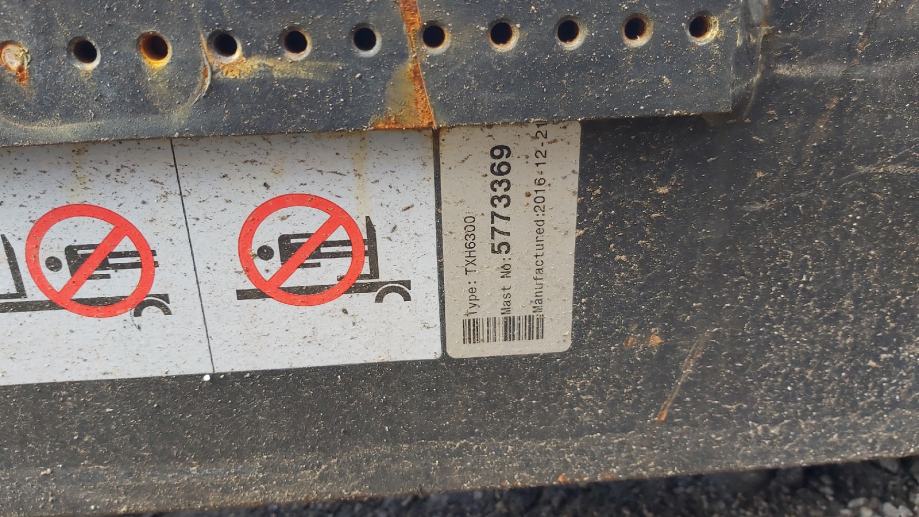 Type: TXH6300
Mast No:5773369
Manufactured:2016-12-21